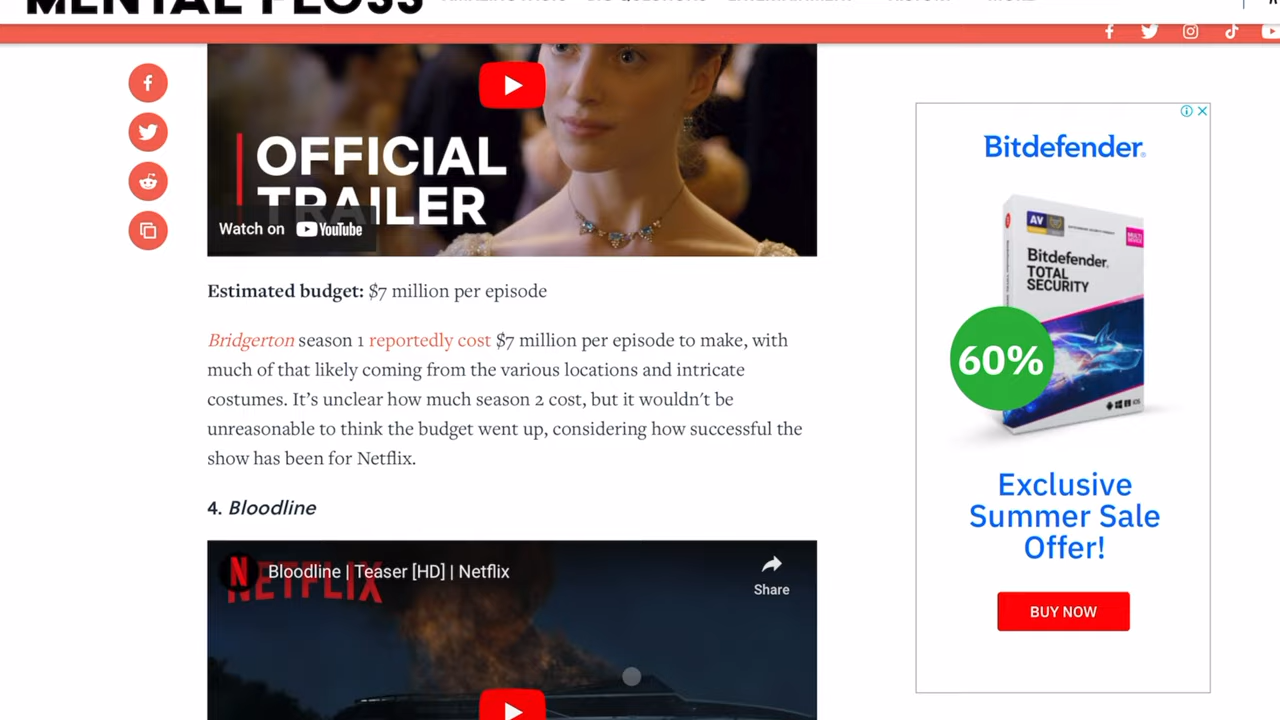 MENTAL FLOSS
OFFICIAL
TRAILER
Watch on YouTube
Estimated budget: $7 million per episode
Bridgerton season 1 reportedly cost $7 million per episode to make, with
much of that likely coming from the various locations and intricate
costumes. It's unclear how much season 2 cost, but it wouldn't be
unreasonable to think the budget went up, considering how successful the
show has been for Netflix.
4. Bloodline
NETFLIX
N Bloodline | Teaser [HD] | Netflix
Share
Bitdefender
AV
Bitdefender
TOTAL
SECURITY
60%
Exclusive
Summer Sale
Offer!
BUY NOW